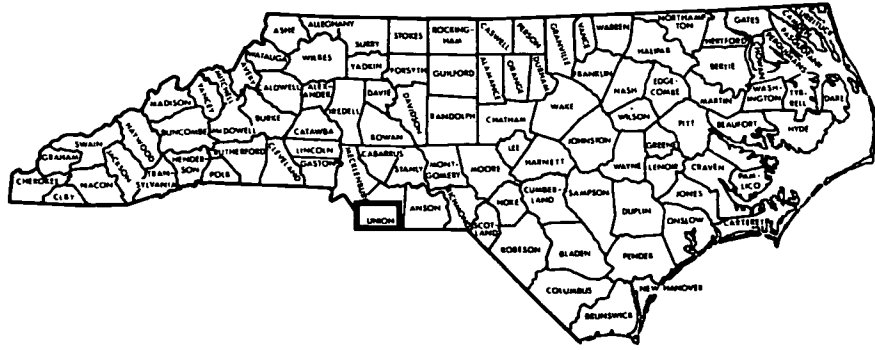 ASHE
ALLEGHANY
SURRY
STOKES
ROCKING-
HAM
CASWELL
PERSON
GRANVILLE
VANCE
WARREN
NORTHAMP
TON
GATES
HERTFORD
HALIFAX
BERTIE
WATAUGA
WILKES
YADKIN
FORSYTH
GUILFORD
ALAMANCE
ORANGE
DURHAM
FRANKLIN
NASH
EDGE-
COMBE
MARTIN
WASH-
INGTON
TYR-
RELL
DARE
MITCHELL
AVERY
CALDWELL
ALEX-
ANDER
IREDELL
DAVIE
DAVIDSON
RANDOLPH
CHATHAM
WAKE
WILSON
PITT
BEAUFORT
HYDE
MADISON
YANCEY
BURKE
CATAWBA
ROWAN
LEE
JOHNSTON
GREENE
SWAIN
HAYWOOD
BUNCOMBE
McDOWELL
RUTHERFORD
CLEVELAND
LINCOLN
GASTON
MECKLENBURG
CABARRUS
STANLY
MONT-
GOMERY
MOORE
HARNETT
WAYNE
LENOIR
CRAVEN
PAM-
LICO
GRAHAM
CHEROKEE
CLAY
MACON
JACKSON
TRAN-
SYLVANIA
HENDER-
SON
POLK
UNION
ANSON
RICHMOND
HOKE
SCOT-
LAND
CUMBER-
LAND
SAMPSON
DUPLIN
JONES
ONSLOW
CARTERET
ROBESON
BLADEN
PENDER
COLUMBUS
NEW HANOVER
BRUNSWICK